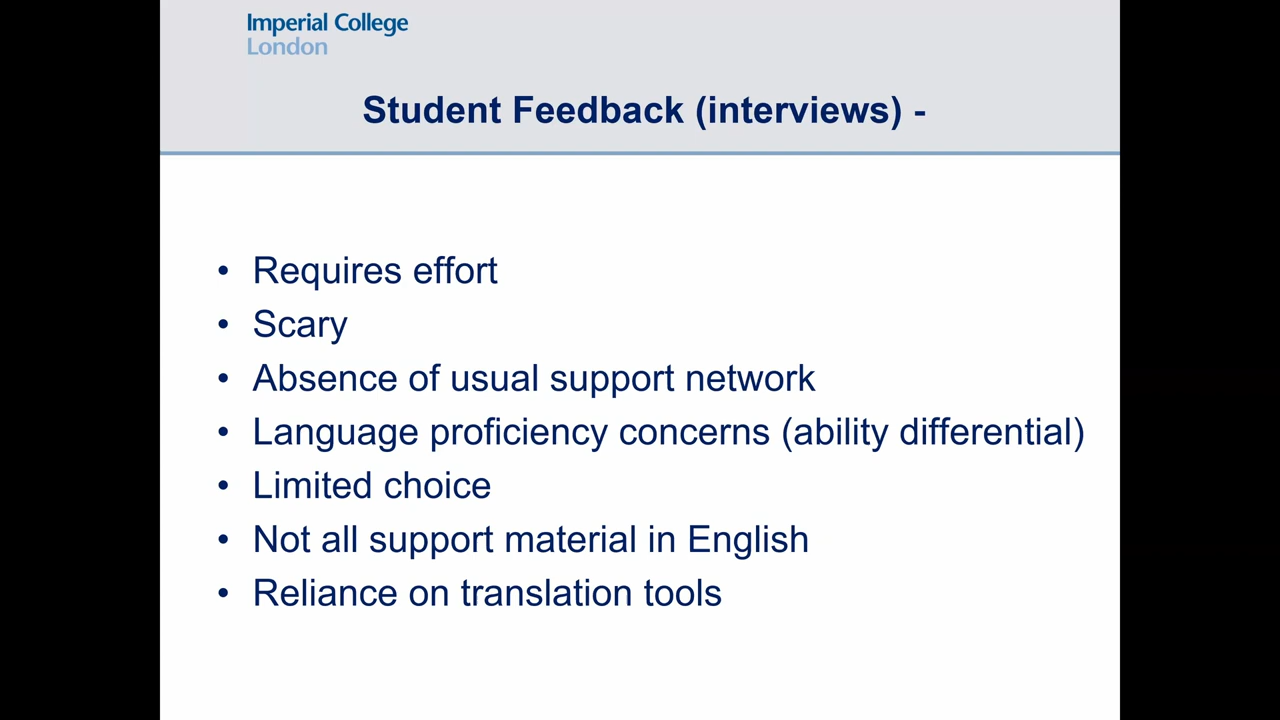 Imperial College
London
Student Feedback (interviews) -
• Requires effort
• Scary
• Absence of usual support network
• Language proficiency concerns (ability differential)
• Limited choice
• Not all support material in English
• Reliance on translation tools